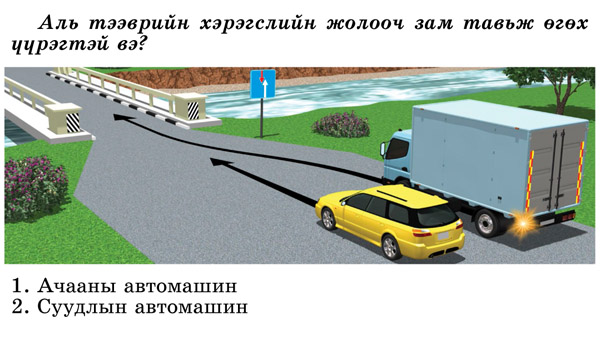 Аль тээврийн хэрэгслийн жолооч зам тавьж өгөх
үүрэгтэй вэ?
1. Ачааны автомашин
2. Суудлын автомашин